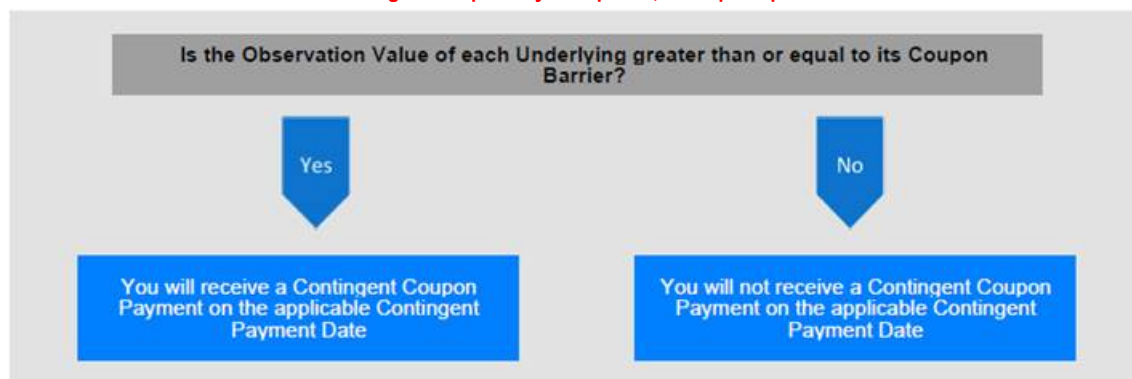 Is the Observation Value of each Underlying greater than or equal to its Coupon
Barrier?
Yes
No
You will receive a Contingent Coupon
Payment on the applicable Contingent
Payment Date
You will not receive a Contingent Coupon
Payment on the applicable Contingent
Payment Date